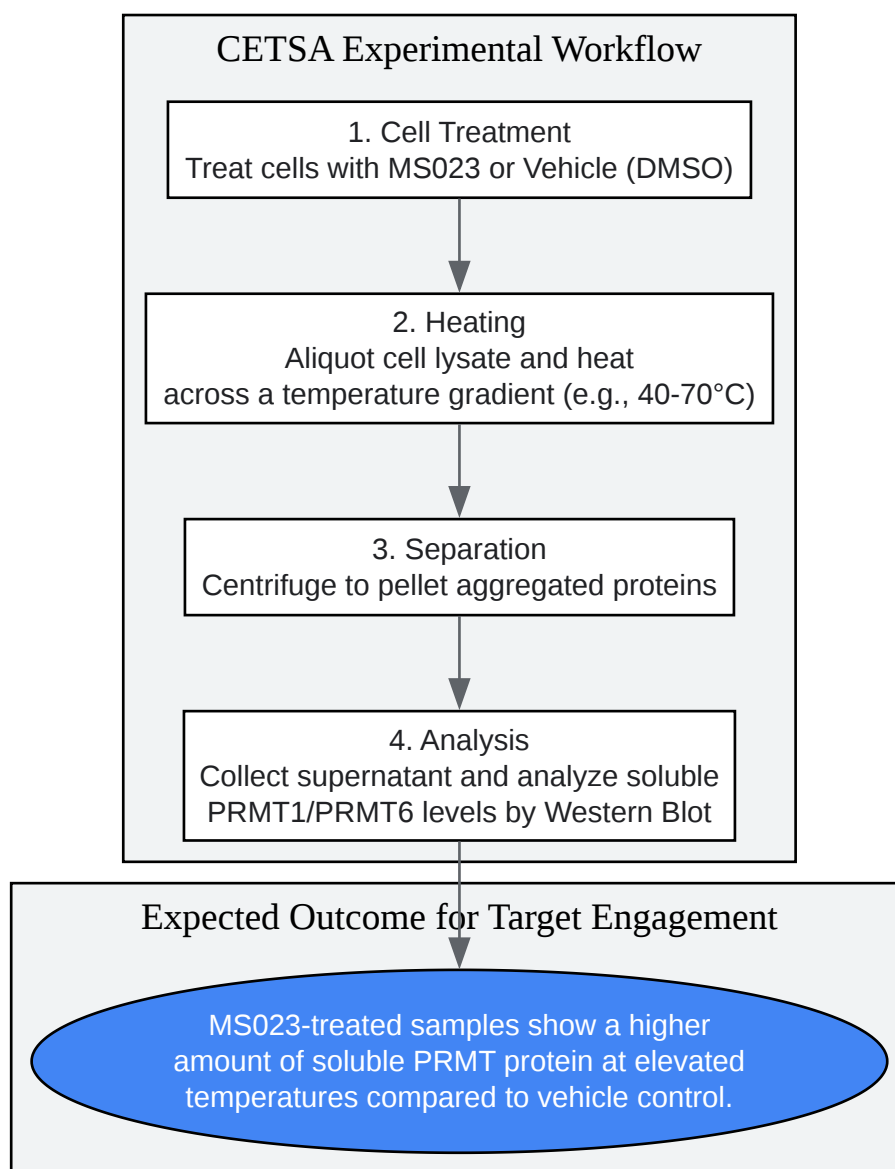 CETSA Experimental Workflow
1. Cell Treatment
Treat cells with MS023 or Vehicle (DMSO)
2. Heating
Aliquot cell lysate and heat
across a temperature gradient (e.g., 40-70°C)
3. Separation
Centrifuge to pellet aggregated proteins
4. Analysis
Collect supernatant and analyze soluble
PRMT1/PRMT6 levels by Western Blot
Expected Outcome for Target Engagement
MS023-treated samples show a higher
amount of soluble PRMT protein at elevated
temperatures compared to vehicle control.